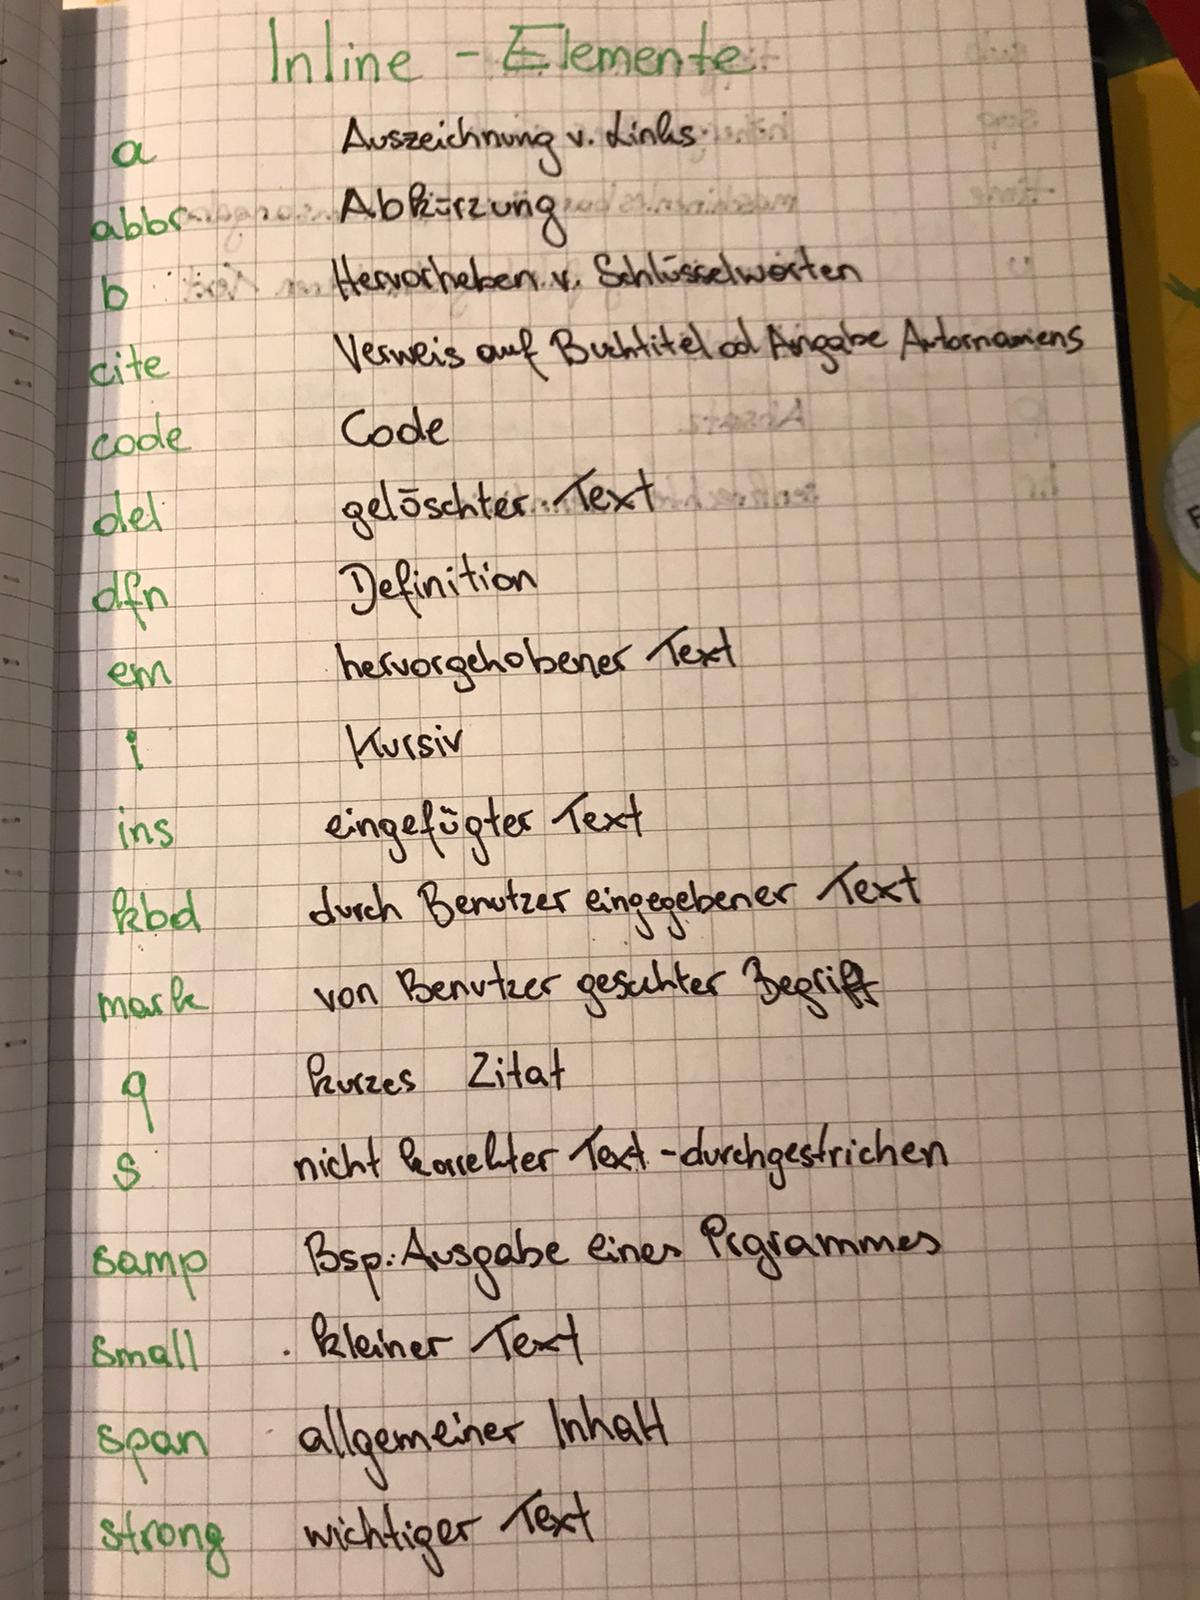 Inline - Elemente
a Auszeichnung v. Links
abbr Abkürzung
b Hervorheben v. Schlüsselworten
cite Verweis auf Buchtitel od Angabe Autornamens
code Code
del gelöschter Text
dfn Definition
em hervorgehobener Text
i Kursiv
ins eingefügter Text
kbd durch Benutzer eingegebener Text
mark von Benutzer gesuchter Begriff
q kurzes Zitat
s nicht korrekter Text - durchgestrichen
samp Bsp. Ausgabe eines Prgrammes
small kleiner Text
span allgemeiner Inhalt
strong wichtiger Text